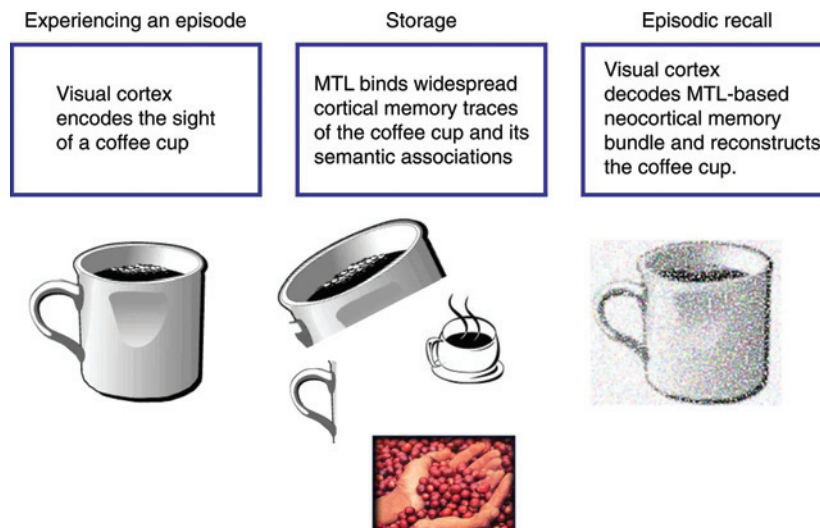 Experiencing an episode
Storage
Episodic recall
Visual cortex
encodes the sight
of a coffee cup
MTL binds widespread
cortical memory traces
of the coffee cup and its
semantic associations
Visual cortex
decodes MTL-based
neocortical memory
bundle and reconstructs
the coffee cup.